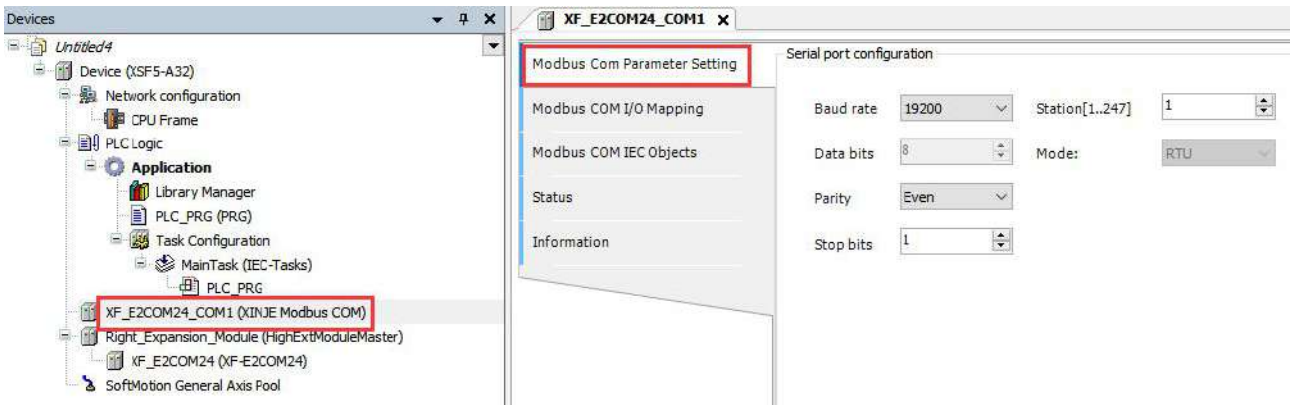 Devices
Untitled4
Device (XSF5-A32)
Network configuration
CPU Frame
PLC Logic
Application
Library Manager
PLC_PRG (PRG)
Task Configuration
MainTask (IEC-Tasks)
PLC_PRG
XF_E2COM24_COM1 (XINJE Modbus COM)
Right_Expansion_Module (HighExtModuleMaster)
XF_E2COM24 (XF-E2COM24)
SoftMotion General Axis Pool
XF_E2COM24_COM1
Modbus Com Parameter Setting
Modbus COM I/O Mapping
Modbus COM IEC Objects
Status
Information
Serial port configuration
Baud rate 19200 Station[1..247] 1
Data bits 8 Mode: RTU
Parity Even
Stop bits 1